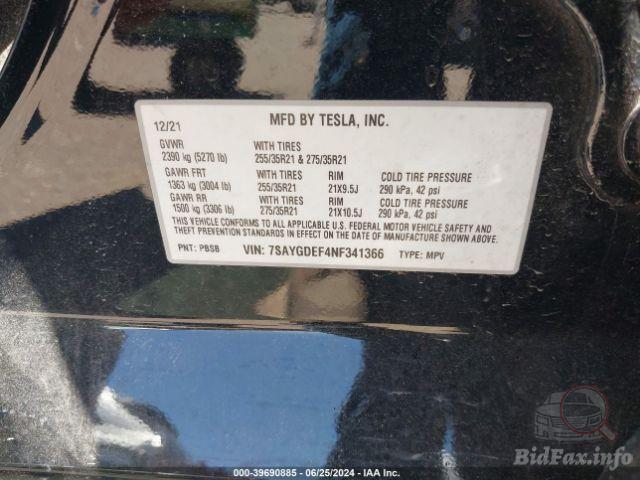 12/21 MFD BY TESLA, INC.
GVWR WITH TIRES
2390 kg (5270 lb) 255/35R21 & 275/35R21
GAWR FRT WITH TIRES RIM COLD TIRE PRESSURE
1363 kg (3004 lb) 255/35R21 21X9.5J 290 kPa, 42 psi
GAWR RR WITH TIRES RIM COLD TIRE PRESSURE
1500 kg (3306 lb) 275/35R21 21X10.5J 290 kPa, 42 psi
THIS VEHICLE CONFORMS TO ALL APPLICABLE U.S. FEDERAL MOTOR VEHICLE SAFETY AND
THEFT PREVENTION STANDARDS IN EFFECT ON THE DATE OF MANUFACTURE SHOWN ABOVE.
PNT: PBSB VIN: 7SAYGDEF4NF341366 TYPE: MPV
000-39690885 - 06/25/2024 - IAA Inc.
BidFax.info